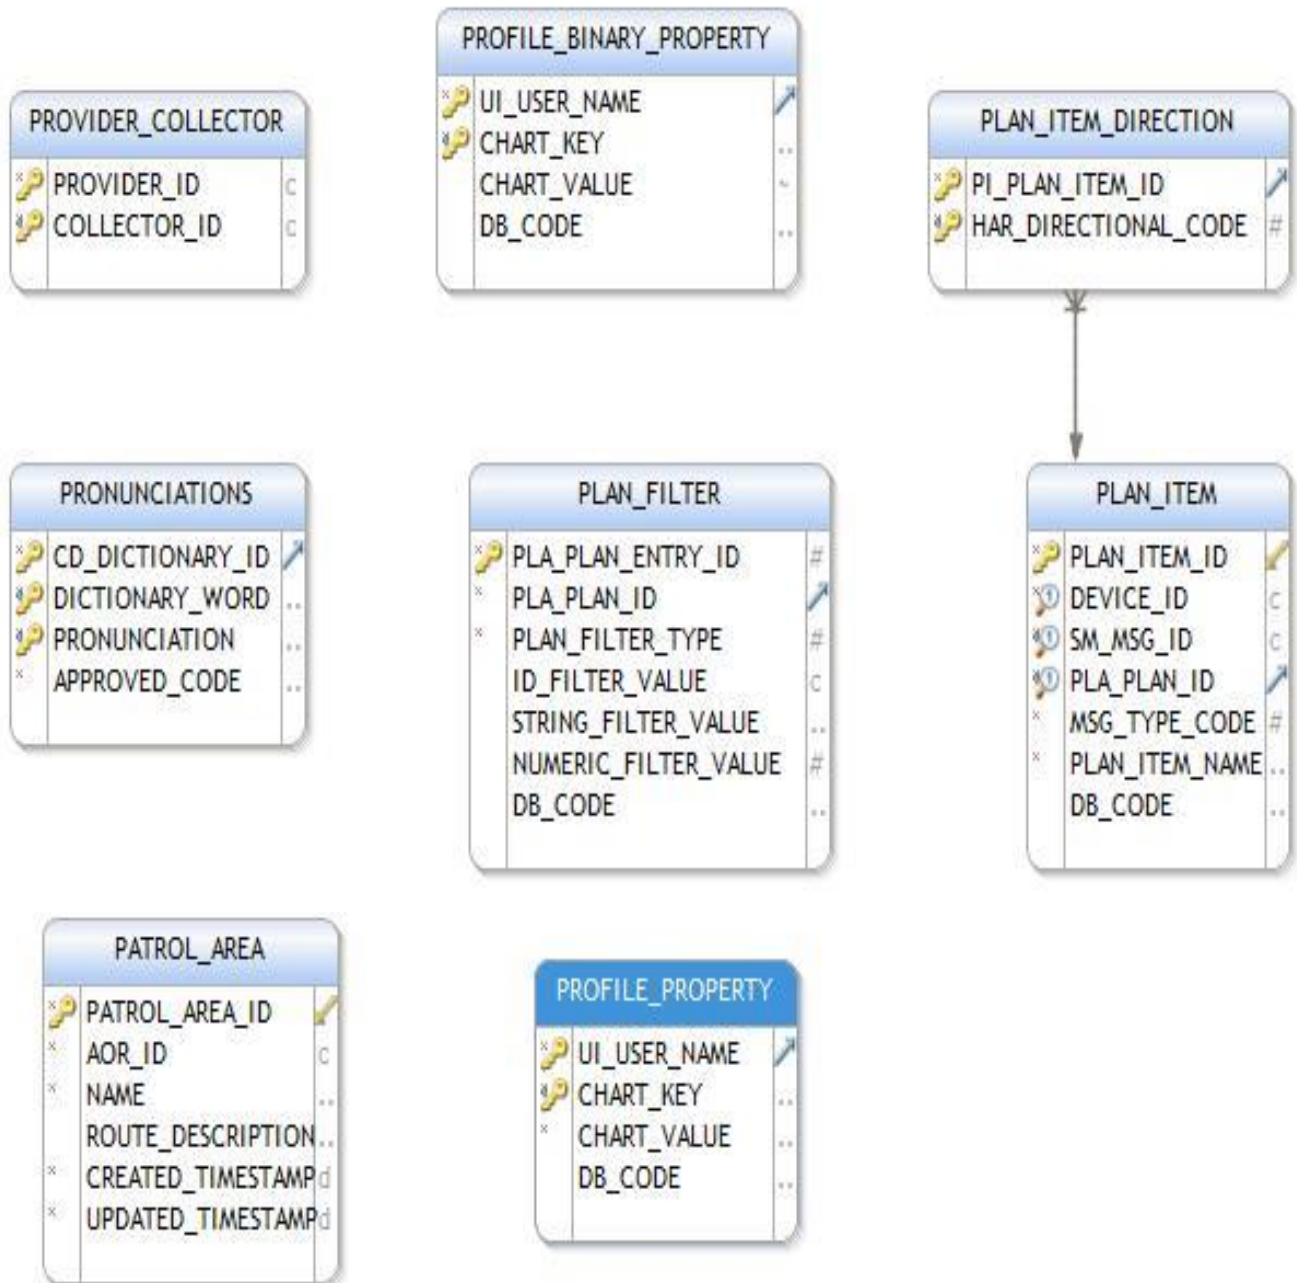 PROFILE_BINARY_PROPERTY
UI_USER_NAME
CHART_KEY ..
CHART_VALUE ~
DB_CODE ..
PROVIDER_COLLECTOR
PROVIDER_ID c
COLLECTOR_ID c
PLAN_ITEM_DIRECTION
PI_PLAN_ITEM_ID
HAR_DIRECTIONAL_CODE #
PRONUNCIATIONS
CD_DICTIONARY_ID
DICTIONARY_WORD ..
PRONUNCIATION ..
APPROVED_CODE ..
PLAN_FILTER
PLA_PLAN_ENTRY_ID #
PLA_PLAN_ID
PLAN_FILTER_TYPE #
ID_FILTER_VALUE c
STRING_FILTER_VALUE ..
NUMERIC_FILTER_VALUE #
DB_CODE ..
PLAN_ITEM
PLAN_ITEM_ID
DEVICE_ID c
SM_MSG_ID c
PLA_PLAN_ID
MSG_TYPE_CODE #
PLAN_ITEM_NAME ..
DB_CODE ..
PATROL_AREA
PATROL_AREA_ID
AOR_ID c
NAME ..
ROUTE_DESCRIPTION ..
CREATED_TIMESTAMP d
UPDATED_TIMESTAMP d
PROFILE_PROPERTY
UI_USER_NAME
CHART_KEY ..
CHART_VALUE ..
DB_CODE ..